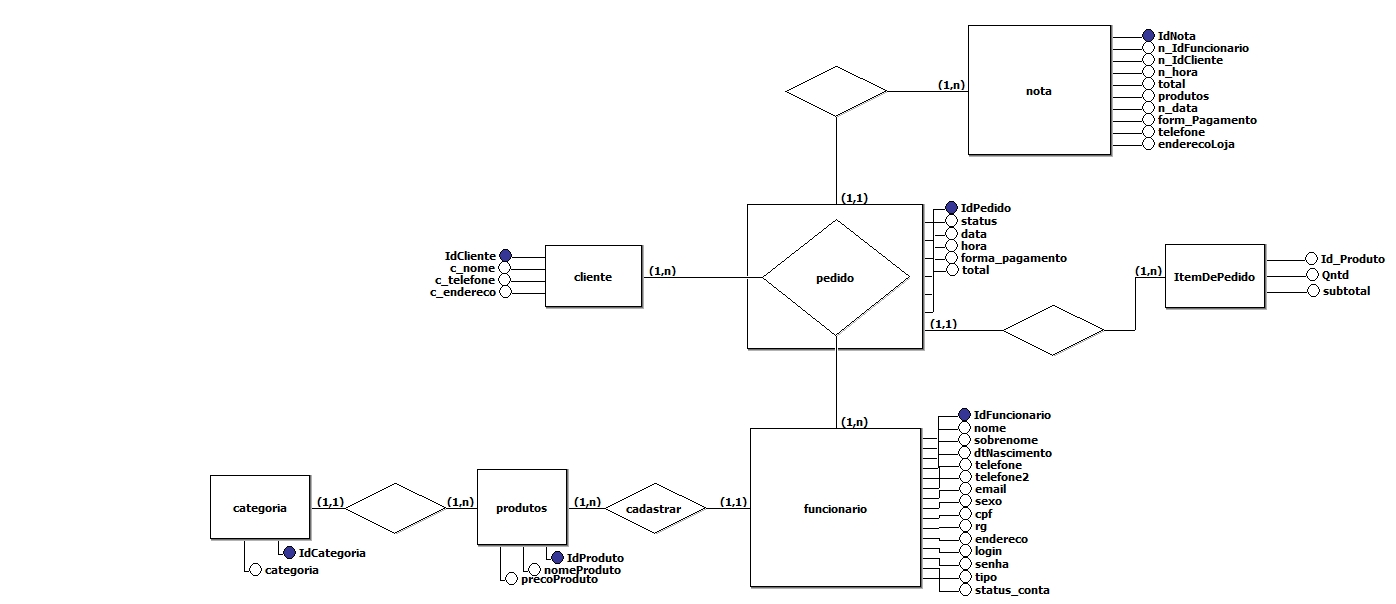 IdNota
n_IdFuncionario
n_IdCliente
n_hora
total
produtos
n_data
form_Pagamento
telefone
enderecoLoja
nota
(1,n)
(1,1)
IdPedido
status
data
hora
forma_pagamento
total
pedido
IdCliente
c_nome
c_telefone
c_endereco
cliente
(1,n)
(1,1)
(1,n)
ItemDePedido
Id_Produto
Qntd
subtotal
(1,n)
IdFuncionario
nome
sobrenome
dtNascimento
telefone
telefone2
email
sexo
cpf
rg
endereco
login
senha
tipo
status_conta
funcionario
categoria
(1,1)
(1,n)
produtos
(1,n)
cadastrar
(1,1)
IdCategoria
categoria
IdProduto
nomeProduto
precoProduto